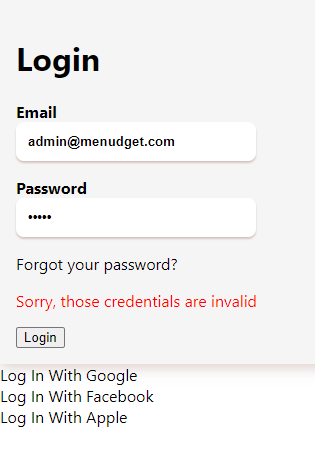 Login
Email
admin@menudget.com
Password
•••••
Forgot your password?
Sorry, those credentials are invalid
Login
Log In With Google
Log In With Facebook
Log In With Apple